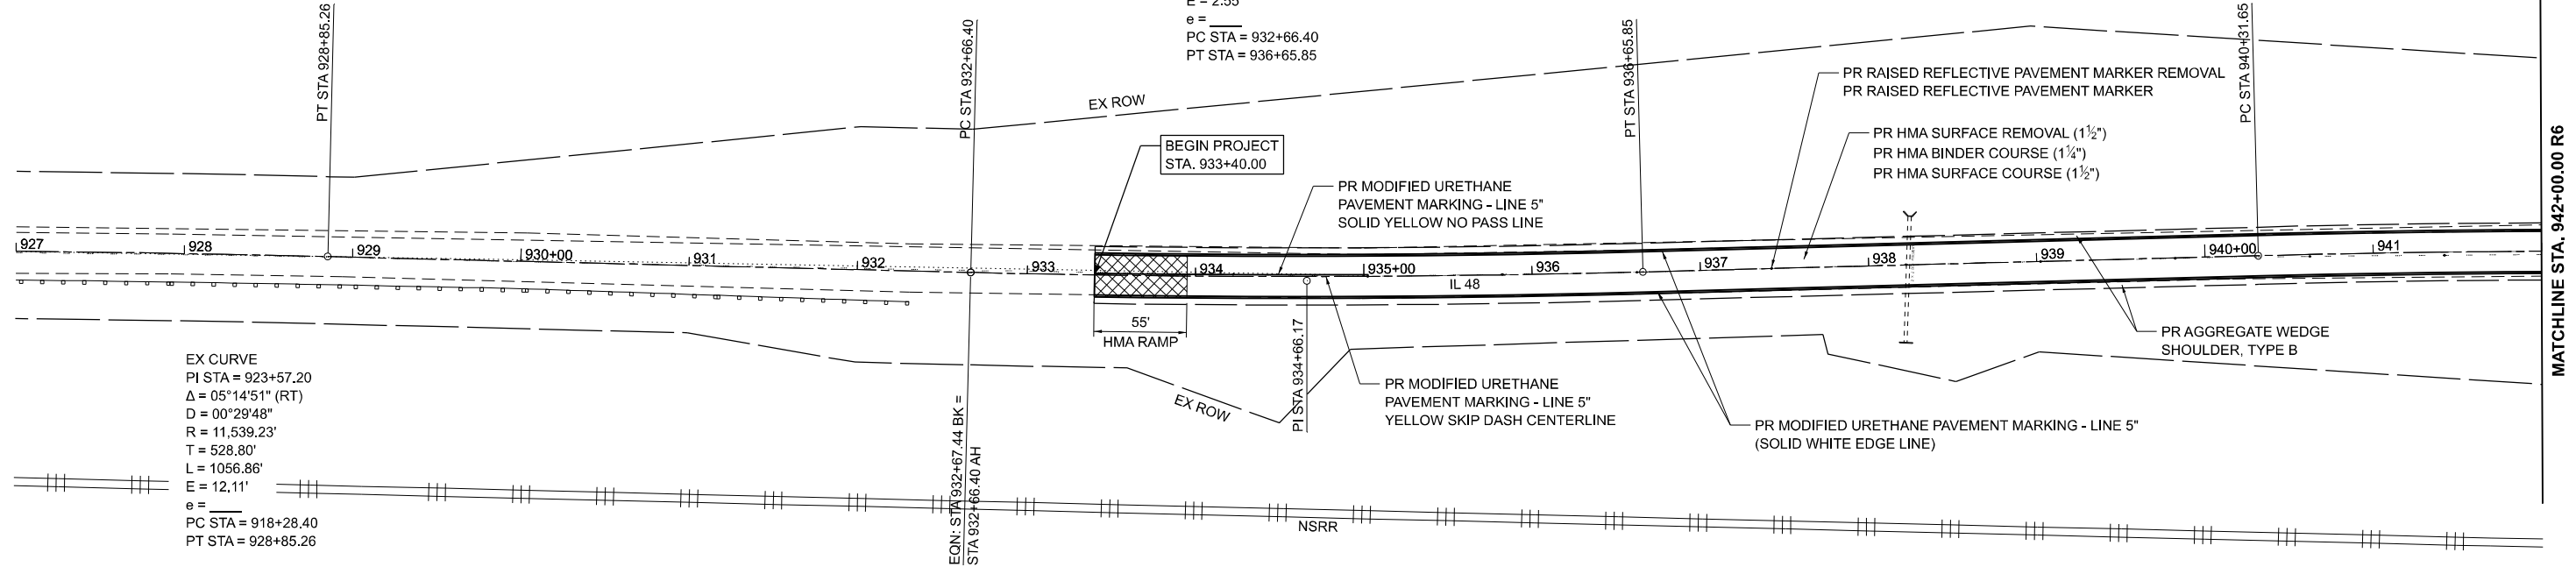 E = 2.55'
e = ____
PC STA = 932+66.40
PT STA = 936+65.85
PT STA 928+85.26
PC STA 932+66.40
PT STA 936+65.85
PC STA 940+31.65
EX ROW
BEGIN PROJECT
STA. 933+40.00
PR MODIFIED URETHANE
PAVEMENT MARKING - LINE 5"
SOLID YELLOW NO PASS LINE
PR RAISED REFLECTIVE PAVEMENT MARKER REMOVAL
PR RAISED REFLECTIVE PAVEMENT MARKER
PR HMA SURFACE REMOVAL (1½")
PR HMA BINDER COURSE (1¼")
PR HMA SURFACE COURSE (1½")
MATCHLINE STA. 942+00.00 R6
927
928
929
930+00
931
932
933
934
935+00
936
937
938
939
940+00
941
IL 48
55'
HMA RAMP
PI STA 934+66.17
EX ROW
PR MODIFIED URETHANE
PAVEMENT MARKING - LINE 5"
YELLOW SKIP DASH CENTERLINE
PR AGGREGATE WEDGE
SHOULDER, TYPE B
PR MODIFIED URETHANE PAVEMENT MARKING - LINE 5"
(SOLID WHITE EDGE LINE)
EX CURVE
PI STA = 923+57.20
Δ = 05°14'51" (RT)
D = 00°29'48"
R = 11,539.23'
T = 528.80'
L = 1056.86'
E = 12.11'
e = ____
PC STA = 918+28.40
PT STA = 928+85.26
EQN: STA 932+67.44 BK =
STA 932+66.40 AH
NSRR